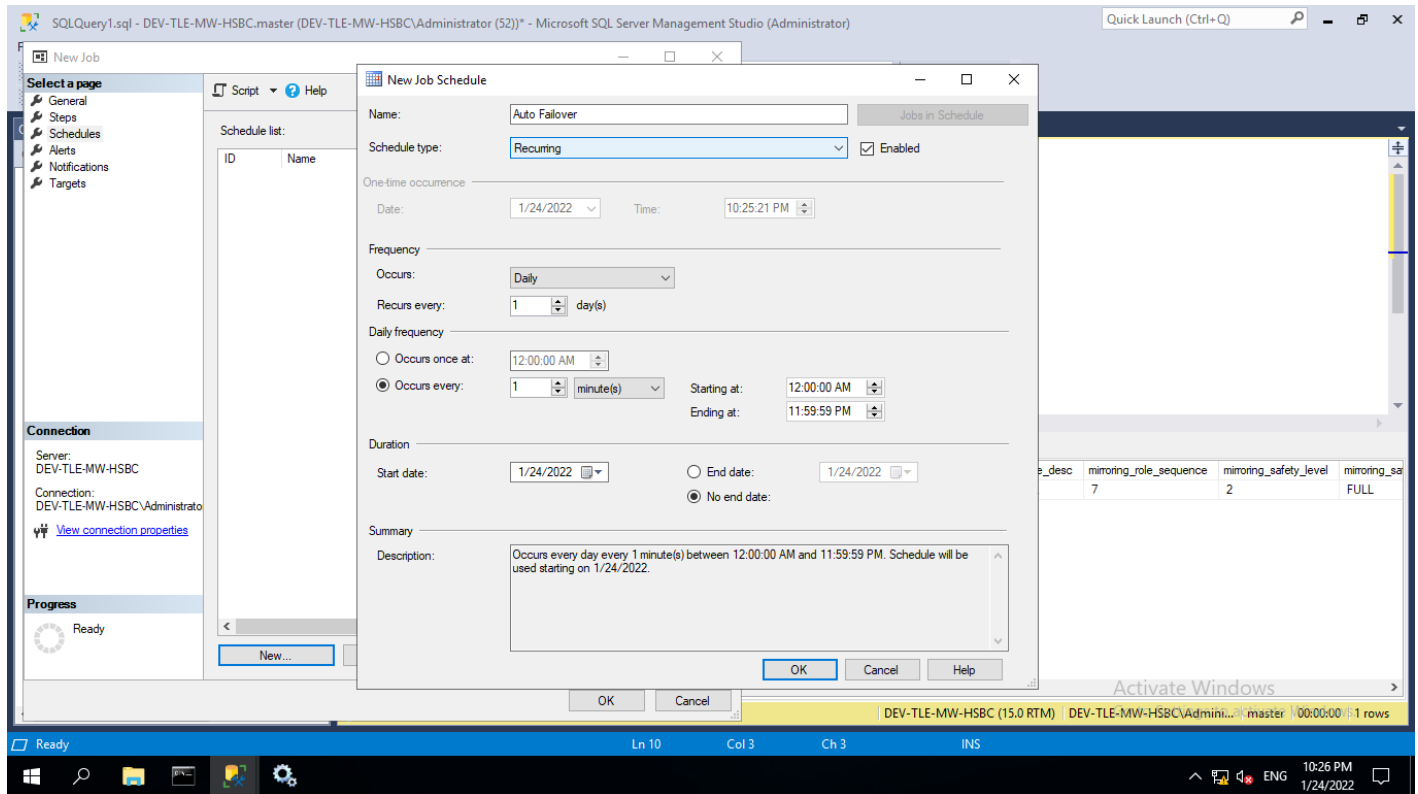 SQLQuery1.sql - DEV-TLE-MW-HSBC.master (DEV-TLE-MW-HSBC\Administrator (52))* - Microsoft SQL Server Management Studio (Administrator)
Quick Launch (Ctrl+Q)
New Job
Select a page
General
Steps
Schedules
Alerts
Notifications
Targets
Script
Help
Schedule list:
ID Name
Connection
Server:
DEV-TLE-MW-HSBC
Connection:
DEV-TLE-MW-HSBC\Administrato
View connection properties
Progress
Ready
New...
OK Cancel
New Job Schedule
Name: Auto Failover Jobs in Schedule
Schedule type: Recurring Enabled
One-time occurrence
Date: 1/24/2022 Time: 10:25:21 PM
Frequency
Occurs: Daily
Recurs every: 1 day(s)
Daily frequency
Occurs once at: 12:00:00 AM
Occurs every: 1 minute(s) Starting at: 12:00:00 AM
Ending at: 11:59:59 PM
Duration
Start date: 1/24/2022 End date: 1/24/2022
No end date:
Summary
Description: Occurs every day every 1 minute(s) between 12:00:00 AM and 11:59:59 PM. Schedule will be
used starting on 1/24/2022.
OK Cancel Help
e_desc mirroring_role_sequence mirroring_safety_level mirroring_sa
7 2 FULL
Activate Windows
DEV-TLE-MW-HSBC (15.0 RTM) DEV-TLE-MW-HSBC\Admini... master 00:00:00 1 rows
Ready Ln 10 Col 3 Ch 3 INS
ENG 10:26 PM
1/24/2022